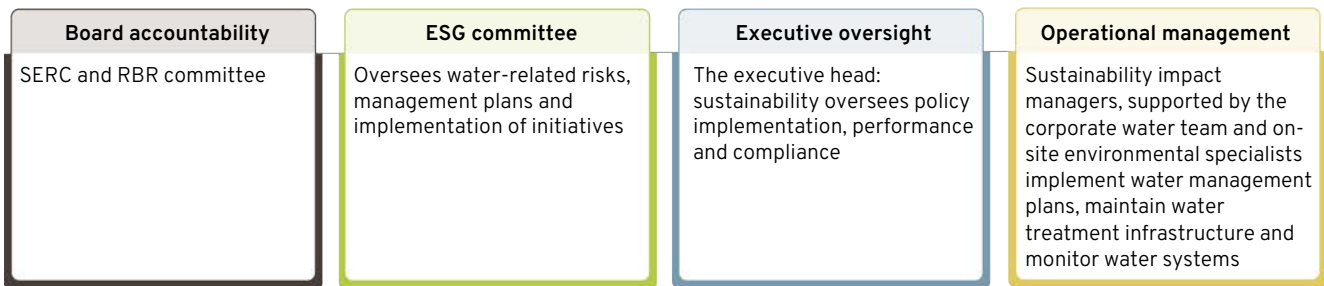 Board accountability
SERC and RBR committee
ESG committee
Oversees water-related risks,
management plans and
implementation of initiatives
Executive oversight
The executive head:
sustainability oversees policy
implementation, performance
and compliance
Operational management
Sustainability impact
managers, supported by the
corporate water team and on-
site environmental specialists
implement water management
plans, maintain water
treatment infrastructure and
monitor water systems